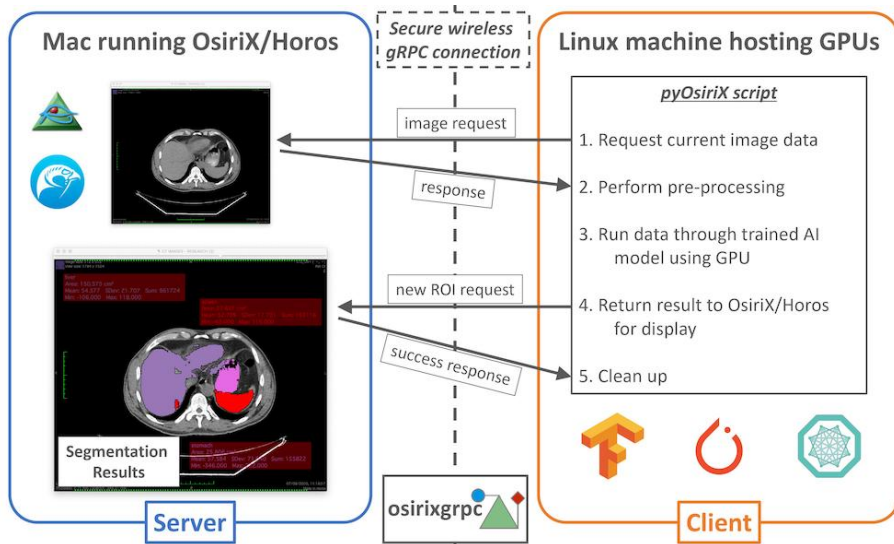 Mac running OsiriX/Horos
Secure wireless
gRPC connection
Linux machine hosting GPUs
pyOsiriX script
image request
1. Request current image data
response
2. Perform pre-processing
3. Run data through trained AI
model using GPU
new ROI request
4. Return result to OsiriX/Horos
for display
success response
5. Clean up
Segmentation
Results
osirixgrpc
Server
Client